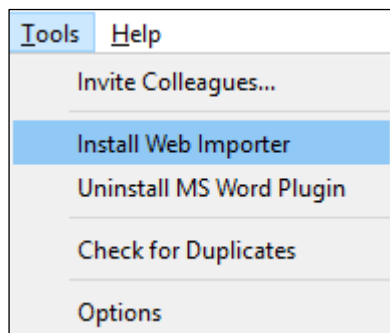 Tools Help
Invite Colleagues...
Install Web Importer
Uninstall MS Word Plugin
Check for Duplicates
Options